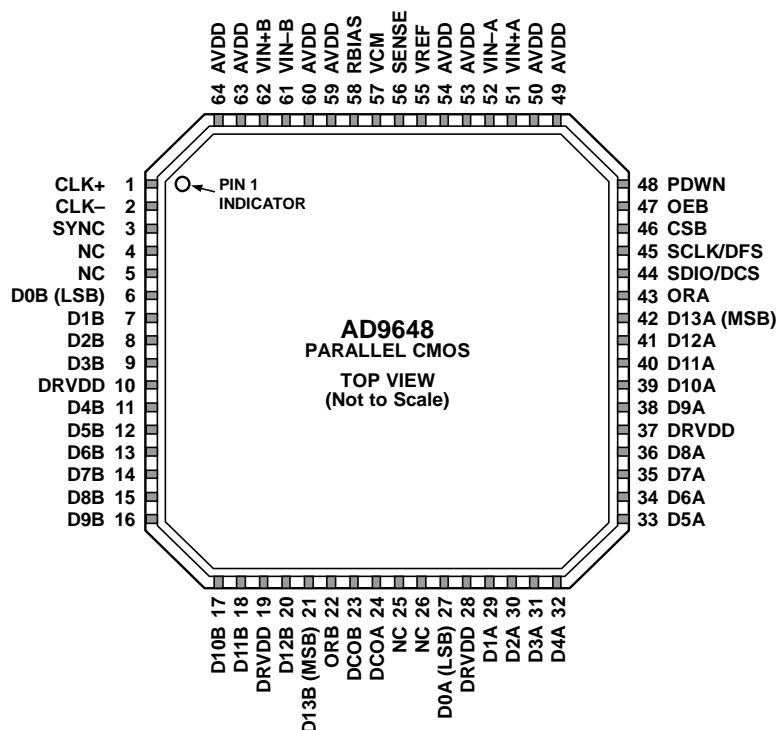 64 AVDD
63 AVDD
62 VIN+B
61 VIN–B
60 AVDD
59 AVDD
58 RBIAS
57 VCM
56 SENSE
55 VREF
54 AVDD
53 AVDD
52 VIN–A
51 VIN+A
50 AVDD
49 AVDD
CLK+ 1
CLK– 2
SYNC 3
NC 4
NC 5
D0B (LSB) 6
D1B 7
D2B 8
D3B 9
DRVDD 10
D4B 11
D5B 12
D6B 13
D7B 14
D8B 15
D9B 16
PIN 1
INDICATOR
AD9648
PARALLEL CMOS
TOP VIEW
(Not to Scale)
48 PDWN
47 OEB
46 CSB
45 SCLK/DFS
44 SDIO/DCS
43 ORA
42 D13A (MSB)
41 D12A
40 D11A
39 D10A
38 D9A
37 DRVDD
36 D8A
35 D7A
34 D6A
33 D5A
D10B 17
D11B 18
DRVDD 19
D12B 20
D13B (MSB) 21
ORB 22
DCOB 23
DCOA 24
NC 25
NC 26
D0A (LSB) 27
DRVDD 28
D1A 29
D2A 30
D3A 31
D4A 32